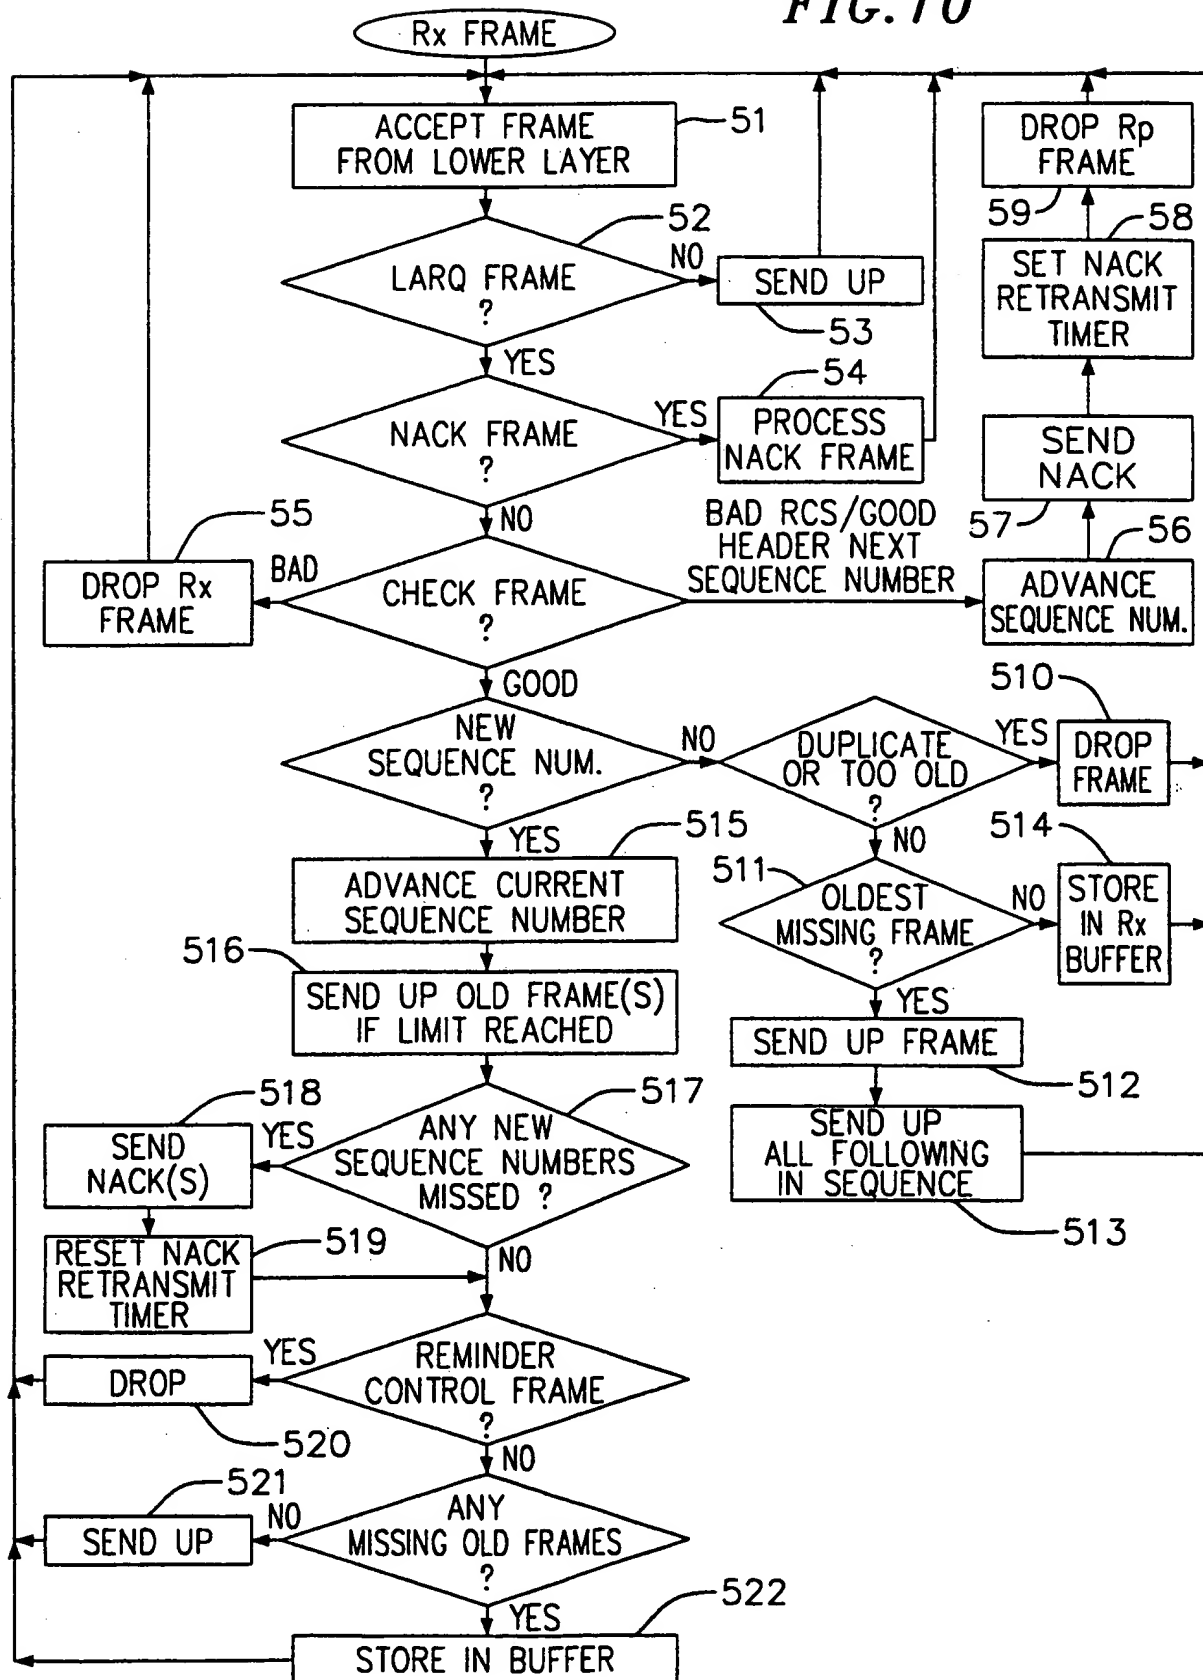 FIG. 10
Rx FRAME
ACCEPT FRAME
FROM LOWER LAYER
51
DROP Rp
FRAME
59
52
LARQ FRAME
?
NO
SEND UP
53
58
SET NACK
RETRANSMIT
TIMER
YES
54
NACK FRAME
?
YES
PROCESS
NACK FRAME
SEND
NACK
57
NO
55
DROP Rx
FRAME
BAD
CHECK FRAME
?
BAD RCS/GOOD
HEADER NEXT
SEQUENCE NUMBER
56
ADVANCE
SEQUENCE NUM.
GOOD
NEW
SEQUENCE NUM.
?
NO
DUPLICATE
OR TOO OLD
?
YES
510
DROP
FRAME
YES
515
ADVANCE CURRENT
SEQUENCE NUMBER
NO
511
OLDEST
MISSING FRAME
?
NO
514
STORE
IN Rx
BUFFER
516
SEND UP OLD FRAME(S)
IF LIMIT REACHED
YES
SEND UP FRAME
512
SEND UP
ALL FOLLOWING
IN SEQUENCE
513
517
ANY NEW
SEQUENCE NUMBERS
MISSED ?
YES
518
SEND
NACK(S)
RESET NACK
RETRANSMIT
TIMER
519
NO
REMINDER
CONTROL FRAME
?
YES
DROP
520
NO
ANY
MISSING OLD FRAMES
?
NO
521
SEND UP
YES
522
STORE IN BUFFER